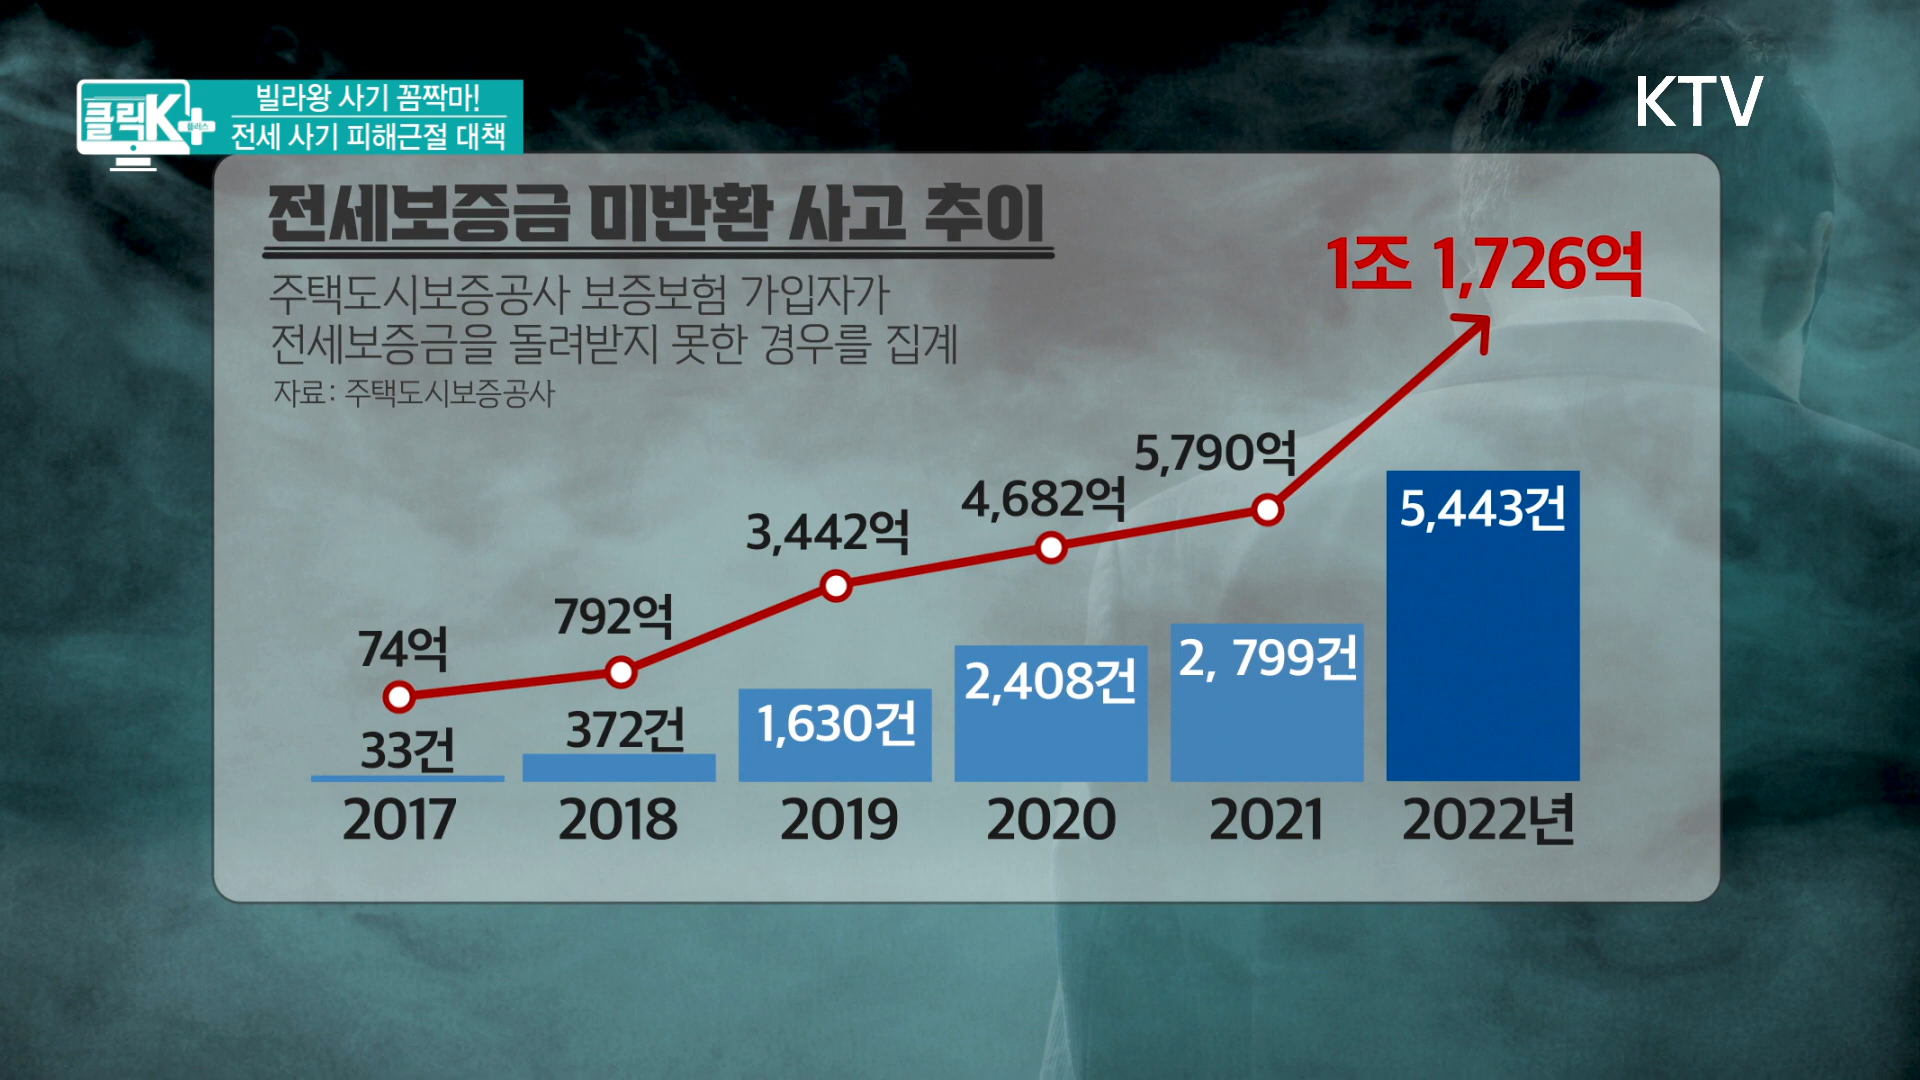 클릭K+
플러스
빌라왕 사기 꼼짝마!
전세 사기 피해근절 대책
KTV
전세보증금 미반환 사고 추이
주택도시보증공사 보증보험 가입자가
전세보증금을 돌려받지 못한 경우를 집계
자료: 주택도시보증공사
74억
792억
3,442억
4,682억
5,790억
1조 1,726억
33건
372건
1,630건
2,408건
2, 799건
5,443건
2017
2018
2019
2020
2021
2022년